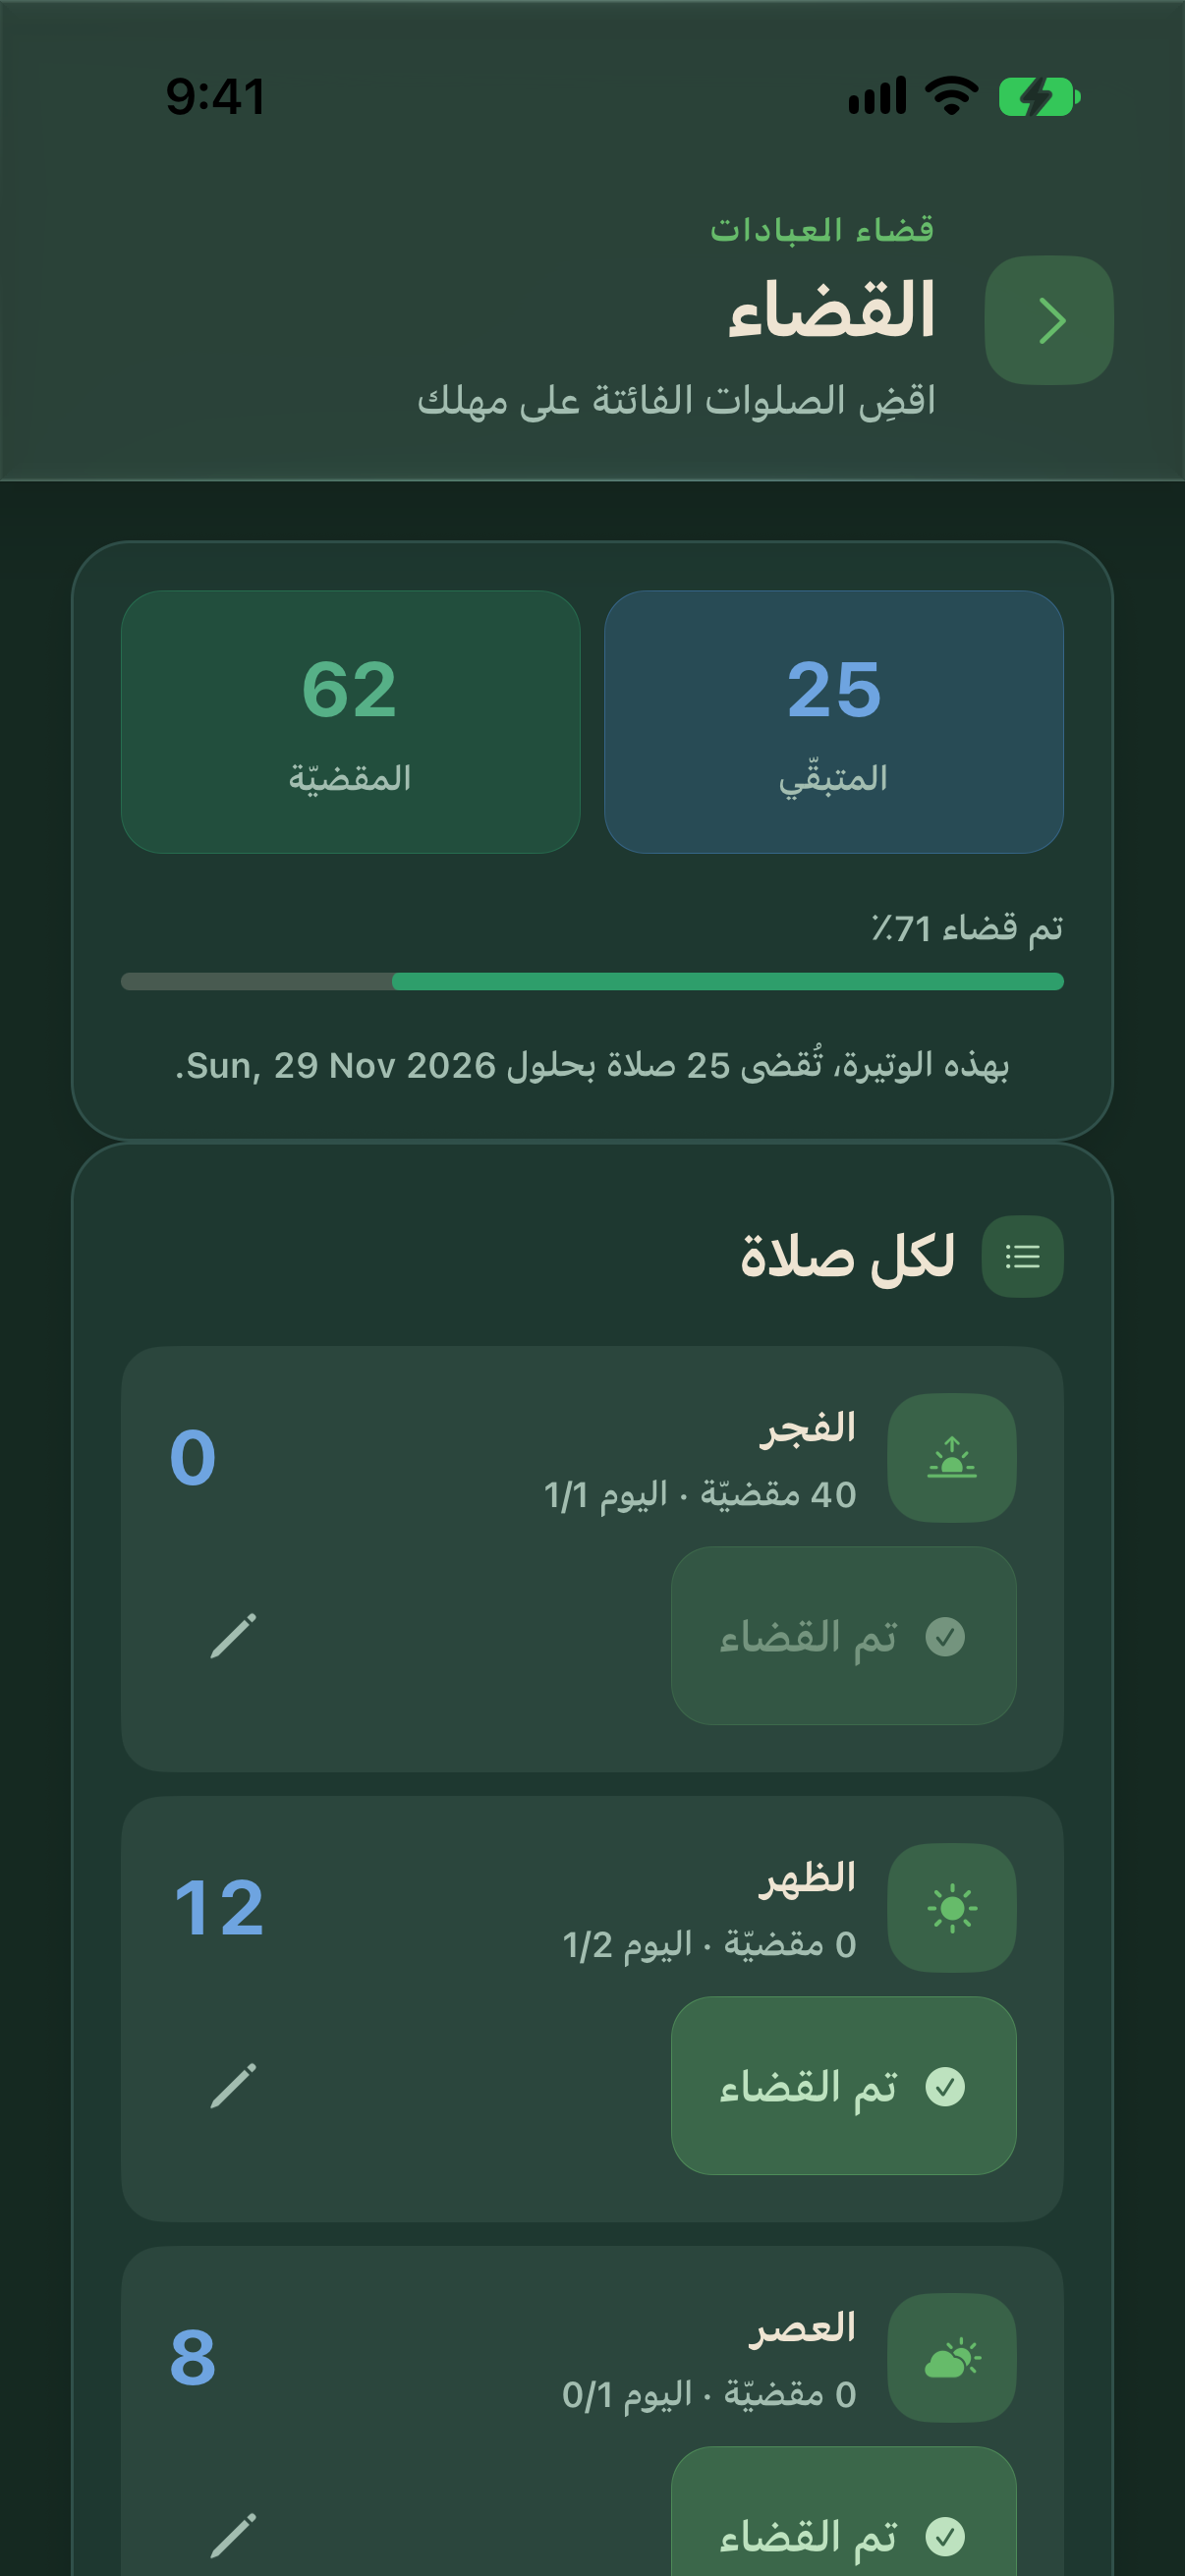 9:41
قضاء العبادات
القضاء
اقضِ الصلوات الفائتة على مهلك
25
المتبقّي
62
المقضيّة
تم قضاء 71٪
بهذه الوتيرة، تُقضى 25 صلاة بحلول Sun, 29 Nov 2026.
لكل صلاة
الفجر
40 مقضيّة · اليوم 1/1
0
تم القضاء
الظهر
0 مقضيّة · اليوم 1/2
12
تم القضاء
العصر
0 مقضيّة · اليوم 0/1
8
تم القضاء